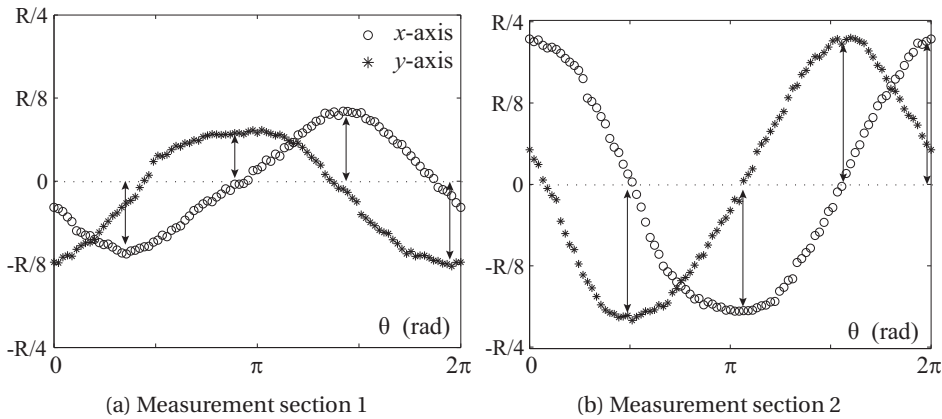 R/4
R/8
0
-R/8
-R/4
x-axis
y-axis
θ (rad)
0
π
2π
(a) Measurement section 1
R/4
R/8
0
-R/8
-R/4
θ (rad)
0
π
2π
(b) Measurement section 2